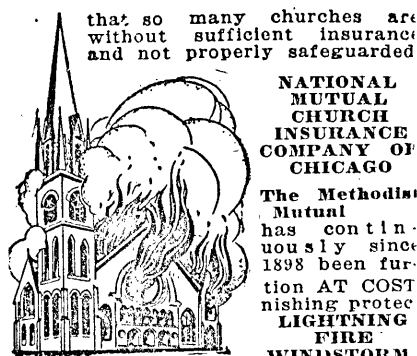 that so many churches are
without sufficient insurance
and not properly safeguarded
NATIONAL
MUTUAL
CHURCH
INSURANCE
COMPANY OF
CHICAGO
The Methodist
Mutual
has contin-
uously since
1898 been fur-
tion AT COST
nishing protec
LIGHTNING
FIRE
WINDSTORM